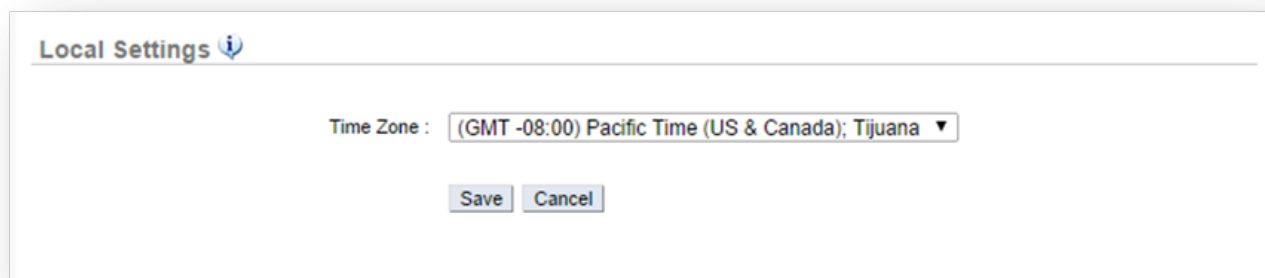 Local Settings
Time Zone : (GMT -08:00) Pacific Time (US & Canada); Tijuana
Save Cancel